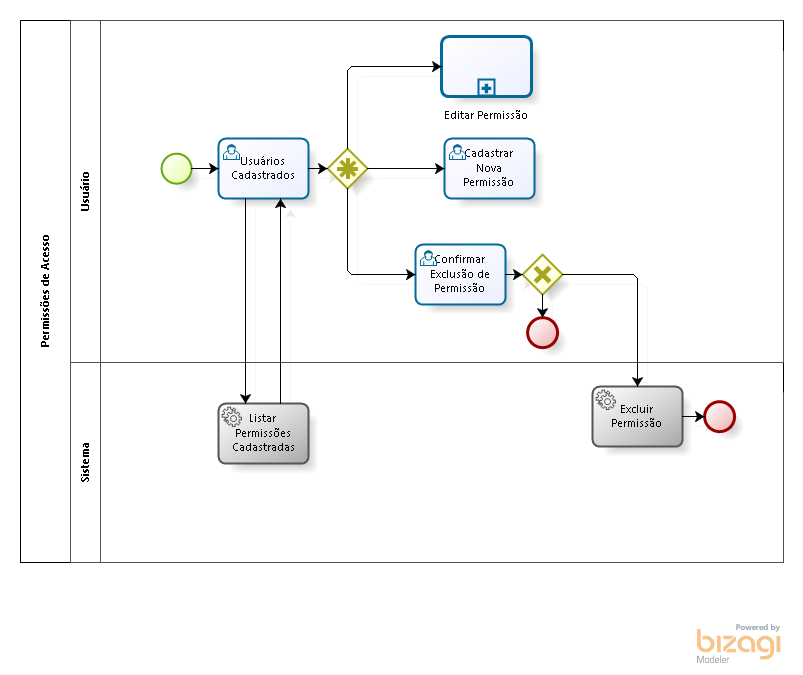 Permissões de Acesso
Usuário
Editar Permissão
Usuários
Cadastrados
Cadastrar
Nova
Permissão
Confirmar
Exclusão de
Permissão
Sistema
Listar
Permissões
Cadastradas
Excluir
Permissão
Powered by
bizagi
Modeler